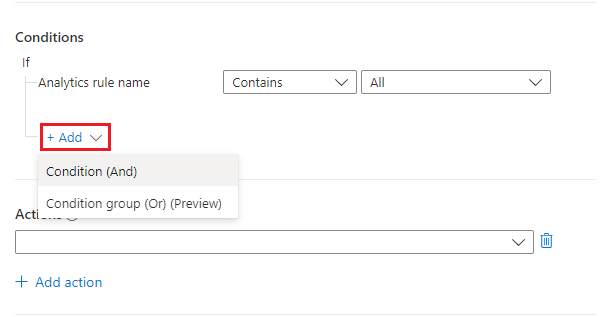 Conditions
If
Analytics rule name Contains All
+ Add
Condition (And)
Condition group (Or) (Preview)
Actions
+ Add action